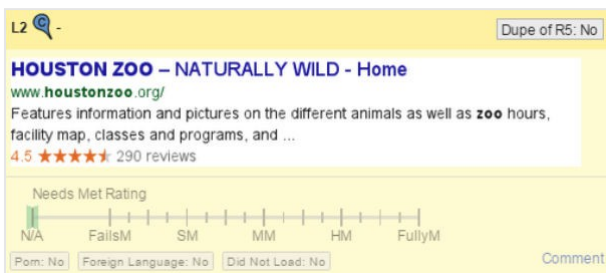 L2 C -
Dupe of R5: No
HOUSTON ZOO – NATURALLY WILD - Home
www.houstonzoo.org/
Features information and pictures on the different animals as well as zoo hours,
facility map, classes and programs, and ...
4.5 ★★★★★ 290 reviews
Needs Met Rating
N/A FailsM SM MM HM FullyM
Porn: No Foreign Language: No Did Not Load: No Comment